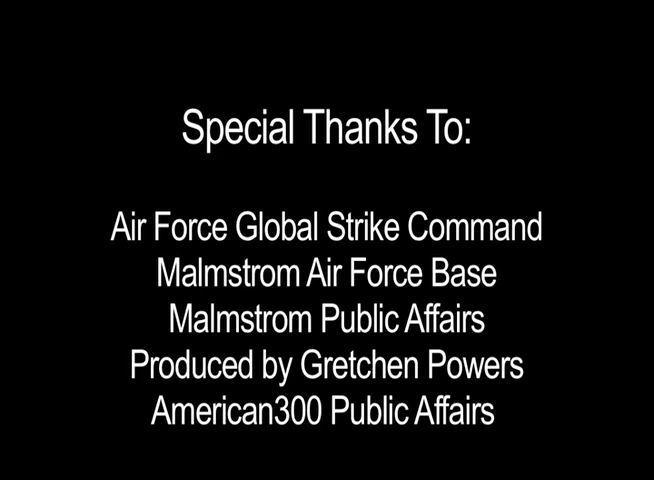 Special Thanks To:
Air Force Global Strike Command
Malmstrom Air Force Base
Malmstrom Public Affairs
Produced by Gretchen Powers
American300 Public Affairs